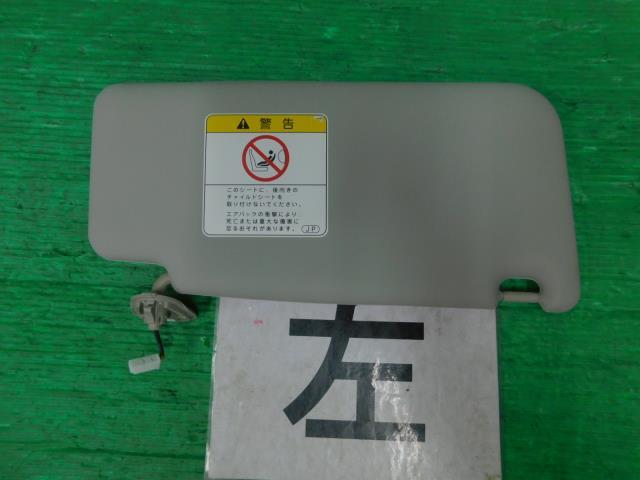 警告
このシートに、後向きの
チャイルドシートを
取り付けないでください。
エアバッグの衝撃により、
死亡または重大な傷害に
至るおそれがあります。
JP
左